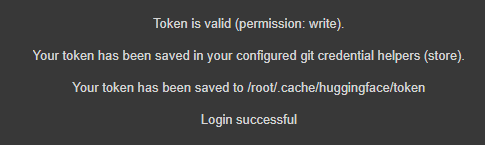 Token is valid (permission: write).
Your token has been saved in your configured git credential helpers (store).
Your token has been saved to /root/.cache/huggingface/token
Login successful